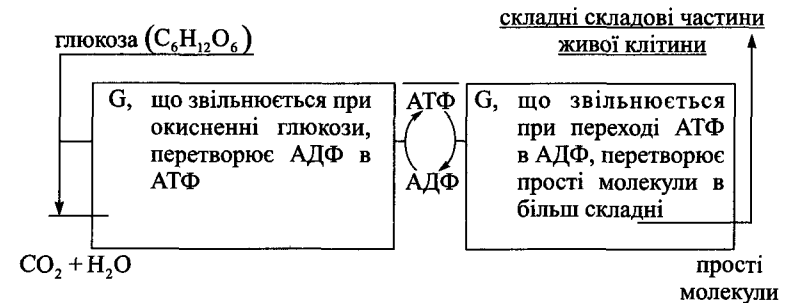 глюкоза (C₆H₁₂O₆)
складні складові частини
живої клітини
G, що звільнюється при
окисненні глюкози,
перетворює АДФ в
АТФ
АТФ
АДФ
G, що звільнюється
при переході АТФ
в АДФ, перетворює
прості молекули в
більш складні
CO₂ + H₂O
прості
молекули